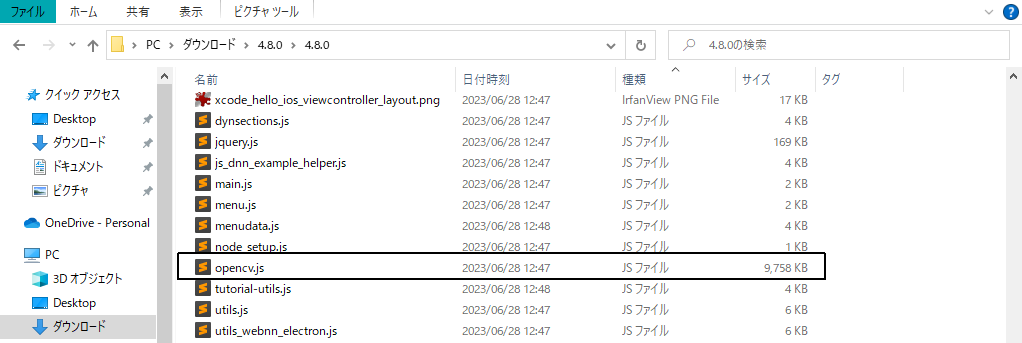 ファイル ホーム 共有 表示 ピクチャ ツール
PC ダウンロード 4.8.0 4.8.0 4.8.0の検索
名前 日付時刻 種類 サイズ タグ
クイック アクセス
Desktop
ダウンロード
ドキュメント
ピクチャ
OneDrive - Personal
PC
3D オブジェクト
Desktop
ダウンロード
xcode_hello_ios_viewcontroller_layout.png 2023/06/28 12:47 IrfanView PNG File 17 KB
dynsections.js 2023/06/28 12:47 JS ファイル 4 KB
jquery.js 2023/06/28 12:47 JS ファイル 169 KB
js_dnn_example_helper.js 2023/06/28 12:47 JS ファイル 4 KB
main.js 2023/06/28 12:47 JS ファイル 2 KB
menu.js 2023/06/28 12:47 JS ファイル 2 KB
menudata.js 2023/06/28 12:48 JS ファイル 4 KB
node_setup.js 2023/06/28 12:47 JS ファイル 1 KB
opencv.js 2023/06/28 12:47 JS ファイル 9,758 KB
tutorial-utils.js 2023/06/28 12:48 JS ファイル 4 KB
utils.js 2023/06/28 12:47 JS ファイル 6 KB
utils_webnn_electron.js 2023/06/28 12:47 JS ファイル 6 KB